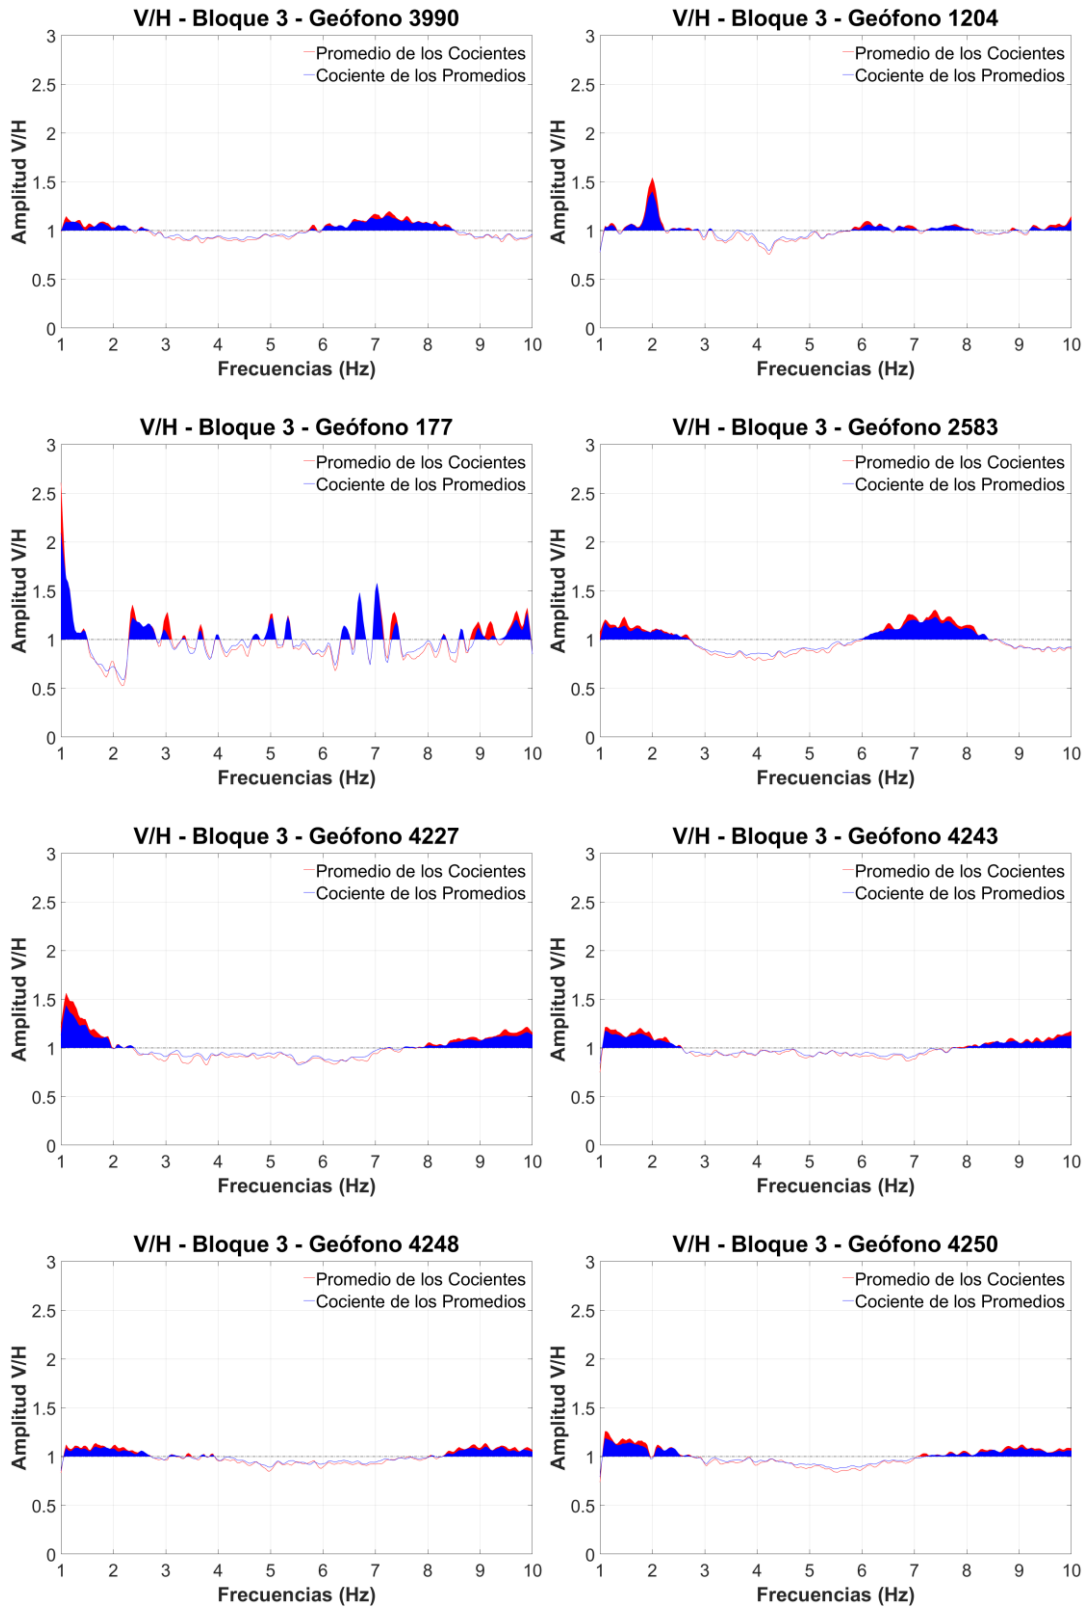 V/H - Bloque 3 - Geófono 3990
Promedio de los Cocientes
Cociente de los Promedios
Amplitud V/H
3
2.5
2
1.5
1
0.5
0
1 2 3 4 5 6 7 8 9 10
Frecuencias (Hz)
V/H - Bloque 3 - Geófono 1204
Promedio de los Cocientes
Cociente de los Promedios
Amplitud V/H
3
2.5
2
1.5
1
0.5
0
1 2 3 4 5 6 7 8 9 10
Frecuencias (Hz)
V/H - Bloque 3 - Geófono 177
Promedio de los Cocientes
Cociente de los Promedios
Amplitud V/H
3
2.5
2
1.5
1
0.5
0
1 2 3 4 5 6 7 8 9 10
Frecuencias (Hz)
V/H - Bloque 3 - Geófono 2583
Promedio de los Cocientes
Cociente de los Promedios
Amplitud V/H
3
2.5
2
1.5
1
0.5
0
1 2 3 4 5 6 7 8 9 10
Frecuencias (Hz)
V/H - Bloque 3 - Geófono 4227
Promedio de los Cocientes
Cociente de los Promedios
Amplitud V/H
3
2.5
2
1.5
1
0.5
0
1 2 3 4 5 6 7 8 9 10
Frecuencias (Hz)
V/H - Bloque 3 - Geófono 4243
Promedio de los Cocientes
Cociente de los Promedios
Amplitud V/H
3
2.5
2
1.5
1
0.5
0
1 2 3 4 5 6 7 8 9 10
Frecuencias (Hz)
V/H - Bloque 3 - Geófono 4248
Promedio de los Cocientes
Cociente de los Promedios
Amplitud V/H
3
2.5
2
1.5
1
0.5
0
1 2 3 4 5 6 7 8 9 10
Frecuencias (Hz)
V/H - Bloque 3 - Geófono 4250
Promedio de los Cocientes
Cociente de los Promedios
Amplitud V/H
3
2.5
2
1.5
1
0.5
0
1 2 3 4 5 6 7 8 9 10
Frecuencias (Hz)